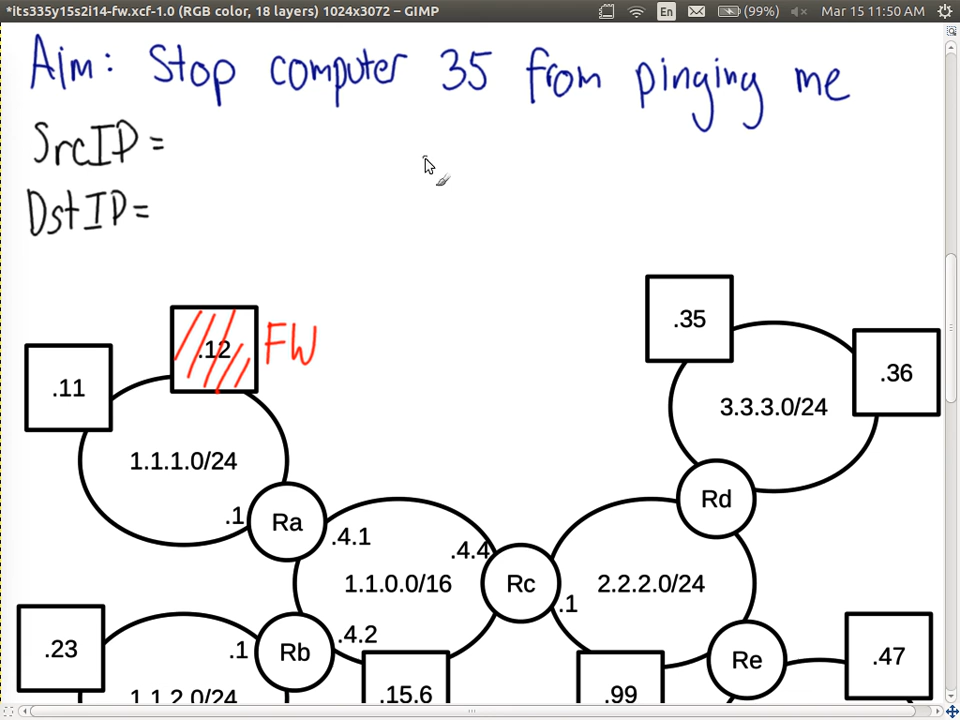 *its335y15s2i14-fw.xcf-1.0 (RGB color, 18 layers) 1024x3072 – GIMP
En
(99%)
Mar 15 11:50 AM
Aim: Stop computer 35 from pinging me
SrcIP =
DstIP =
.35
.12
FW
.36
.11
3.3.3.0/24
1.1.1.0/24
Rd
.1
Ra
.4.1
.4.4
1.1.0.0/16
Rc
2.2.2.0/24
.1
.4.2
.23
.1
Rb
Re
.47
1.1.2.0/24
.15.6
.99